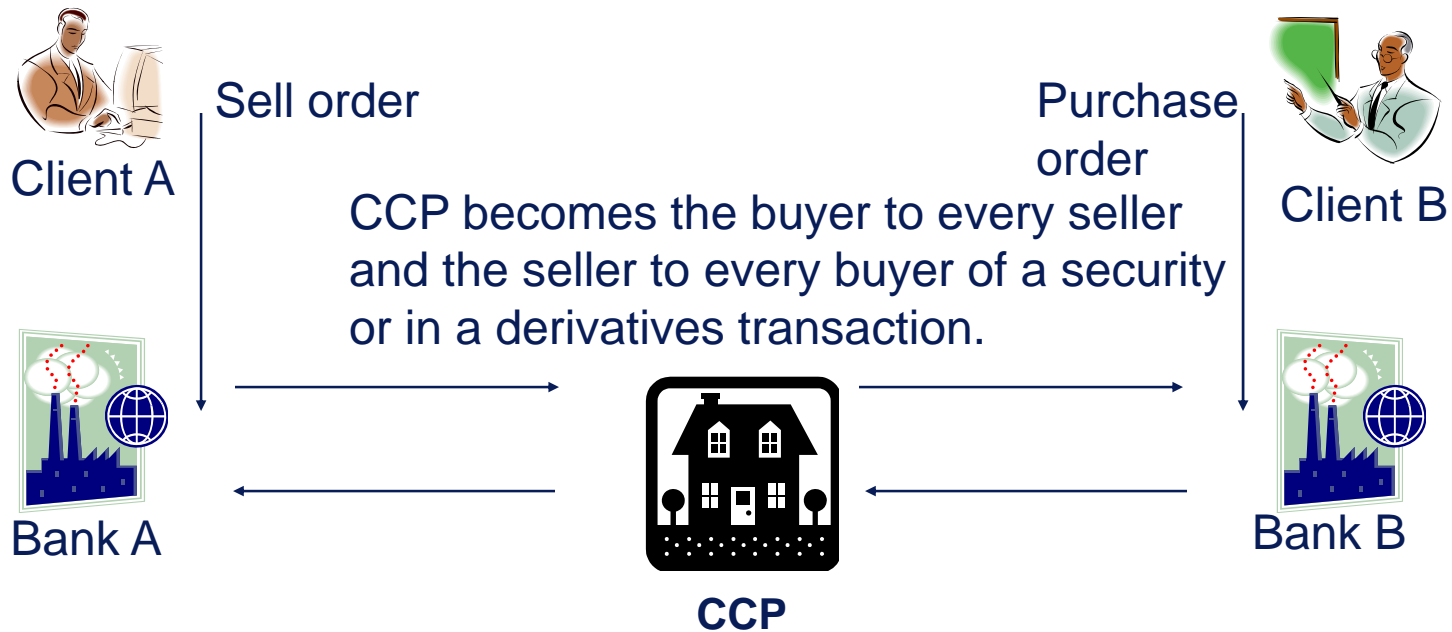 Sell order
Purchase
order
Client A
Client B
CCP becomes the buyer to every seller
and the seller to every buyer of a security
or in a derivatives transaction.
Bank A
Bank B
CCP